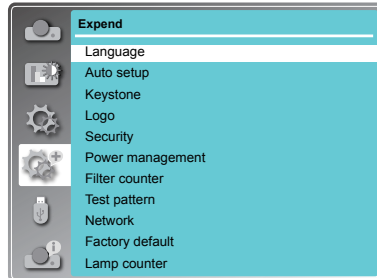 Expend
Language
Auto setup
Keystone
Logo
Security
Power management
Filter counter
Test pattern
Network
Factory default
Lamp counter